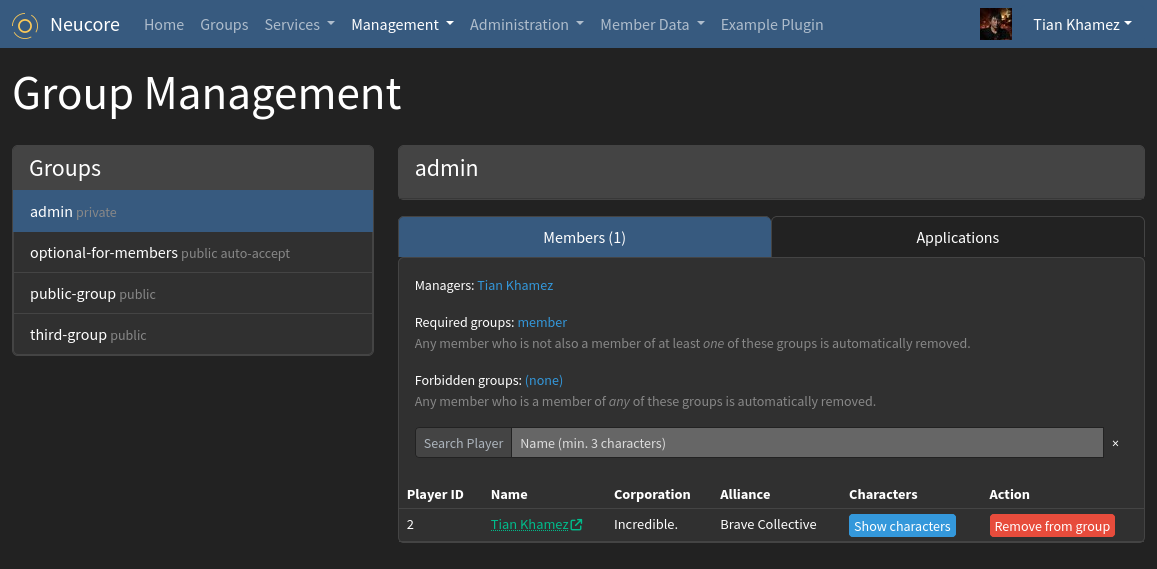 Neucore Home Groups Services Management Administration Member Data Example Plugin Tian Khamez
Group Management
Groups
admin private
optional-for-members public auto-accept
public-group public
third-group public
admin
Members (1) Applications
Managers: Tian Khamez
Required groups: member
Any member who is not also a member of at least one of these groups is automatically removed.
Forbidden groups: (none)
Any member who is a member of any of these groups is automatically removed.
Search Player Name (min. 3 characters) ×
Player ID Name Corporation Alliance Characters Action
2 Tian Khamez Incredible. Brave Collective Show characters Remove from group